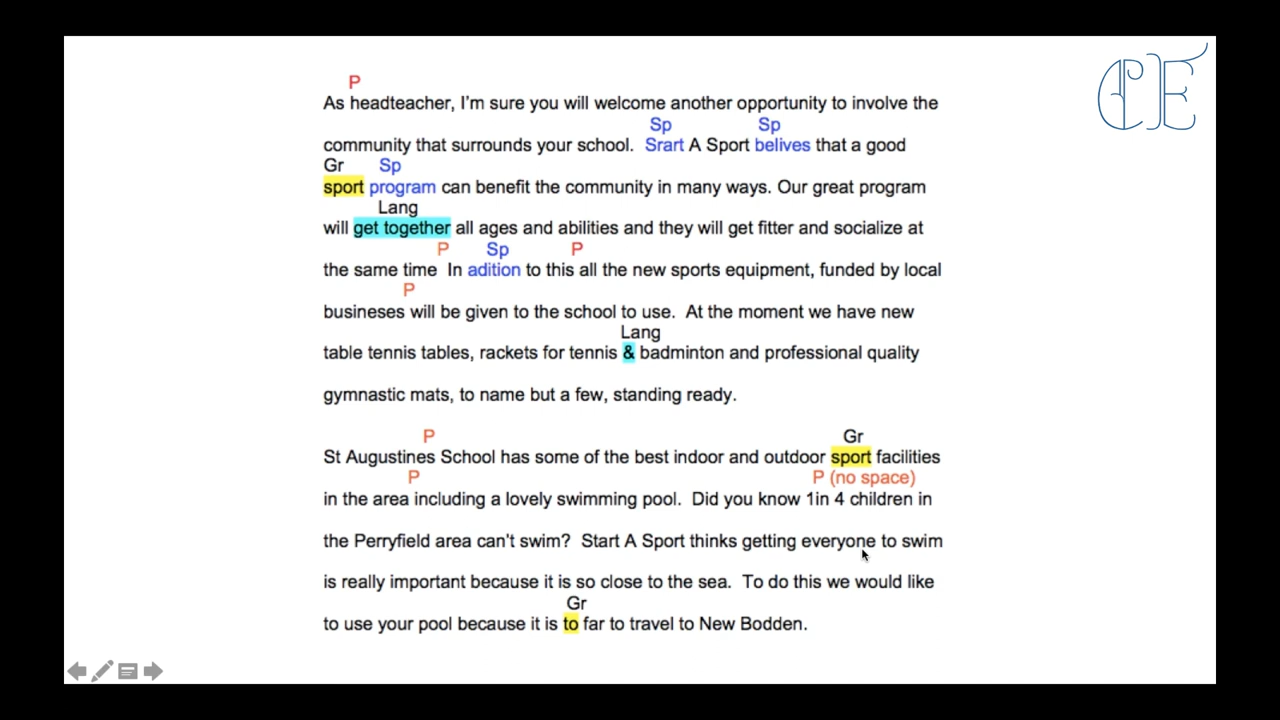 CE
P
As headteacher, I'm sure you will welcome another opportunity to involve the
Sp Sp
community that surrounds your school. Srart A Sport belives that a good
Gr Sp
sport program can benefit the community in many ways. Our great program
Lang
will get together all ages and abilities and they will get fitter and socialize at
P Sp P
the same time In adition to this all the new sports equipment, funded by local
P
busineses will be given to the school to use. At the moment we have new
Lang
table tennis tables, rackets for tennis & badminton and professional quality
gymnastic mats, to name but a few, standing ready.
P Gr
St Augustines School has some of the best indoor and outdoor sport facilities
P P (no space)
in the area including a lovely swimming pool. Did you know 1in 4 children in
the Perryfield area can't swim? Start A Sport thinks getting everyone to swim
is really important because it is so close to the sea. To do this we would like
Gr
to use your pool because it is to far to travel to New Bodden.